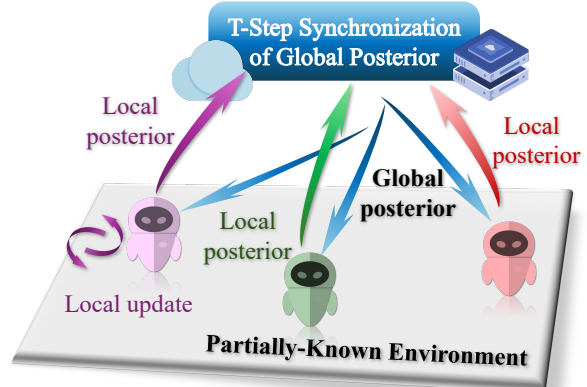 T-Step Synchronization
of Global Posterior
Local
posterior
Local
posterior
Global
posterior
Local
posterior
Local update
Partially-Known Environment